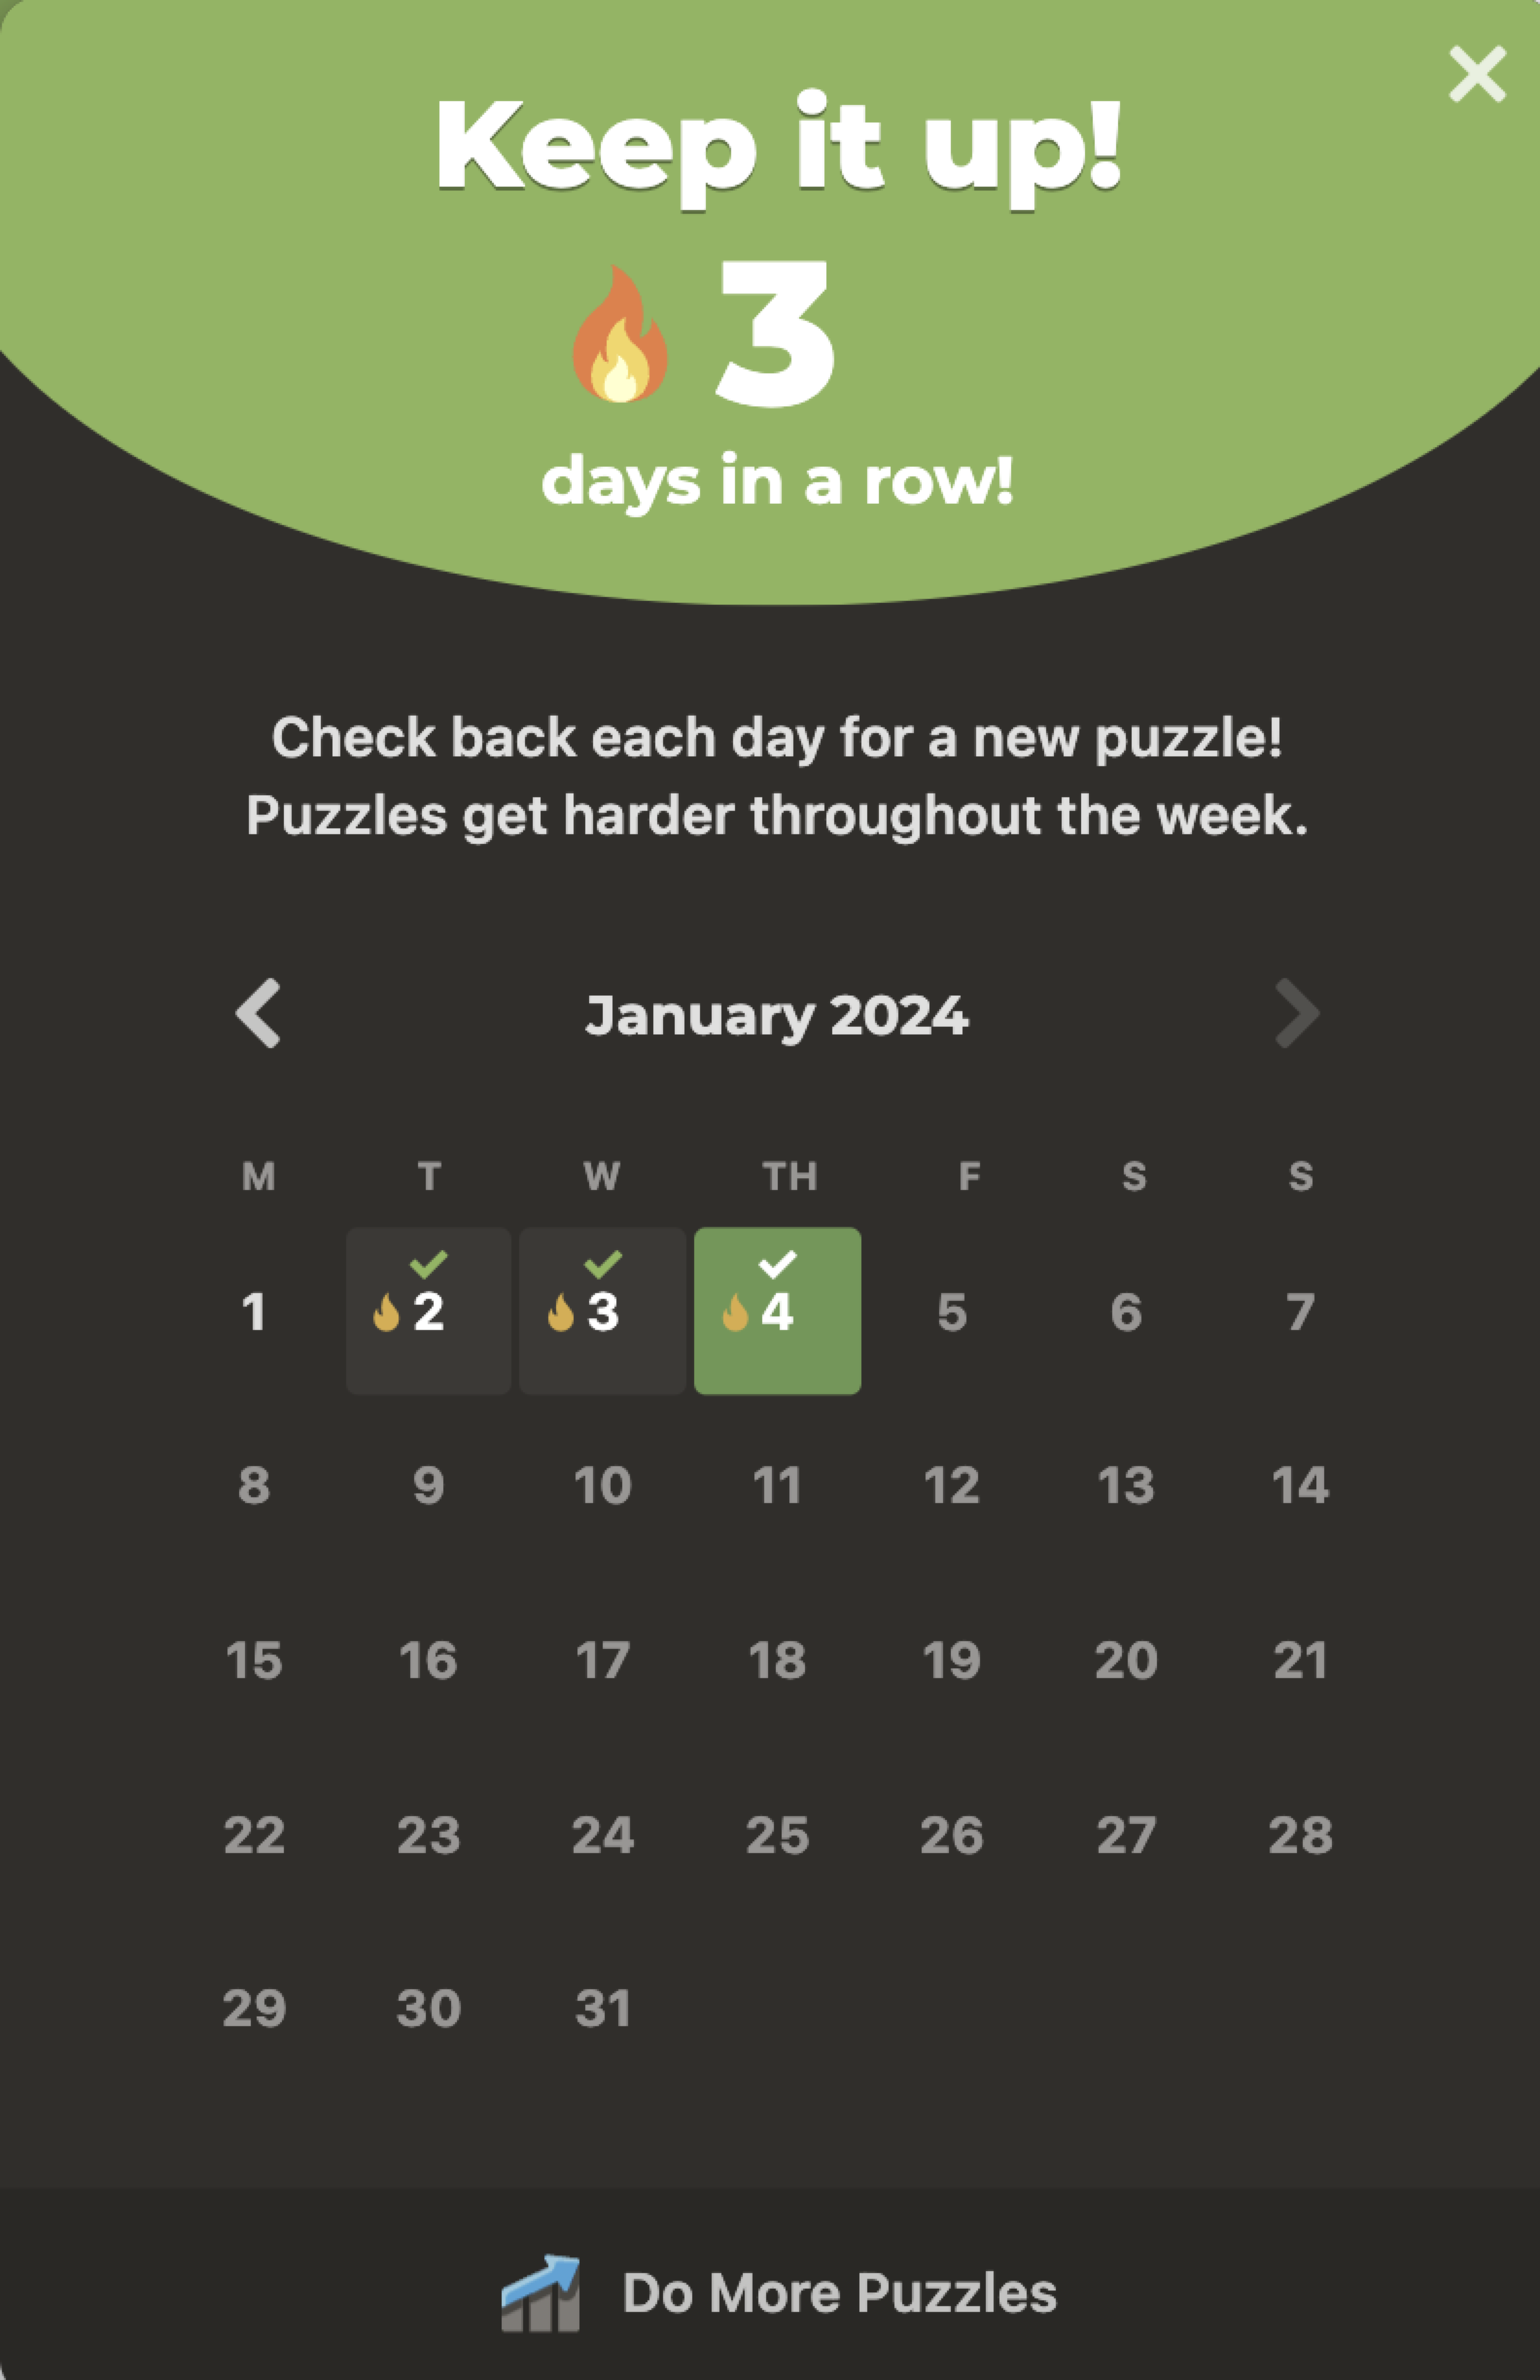 Keep it up!
3
days in a row!
Check back each day for a new puzzle!
Puzzles get harder throughout the week.
January 2024
M T W TH F S S
1 2 3 4 5 6 7
8 9 10 11 12 13 14
15 16 17 18 19 20 21
22 23 24 25 26 27 28
29 30 31
Do More Puzzles